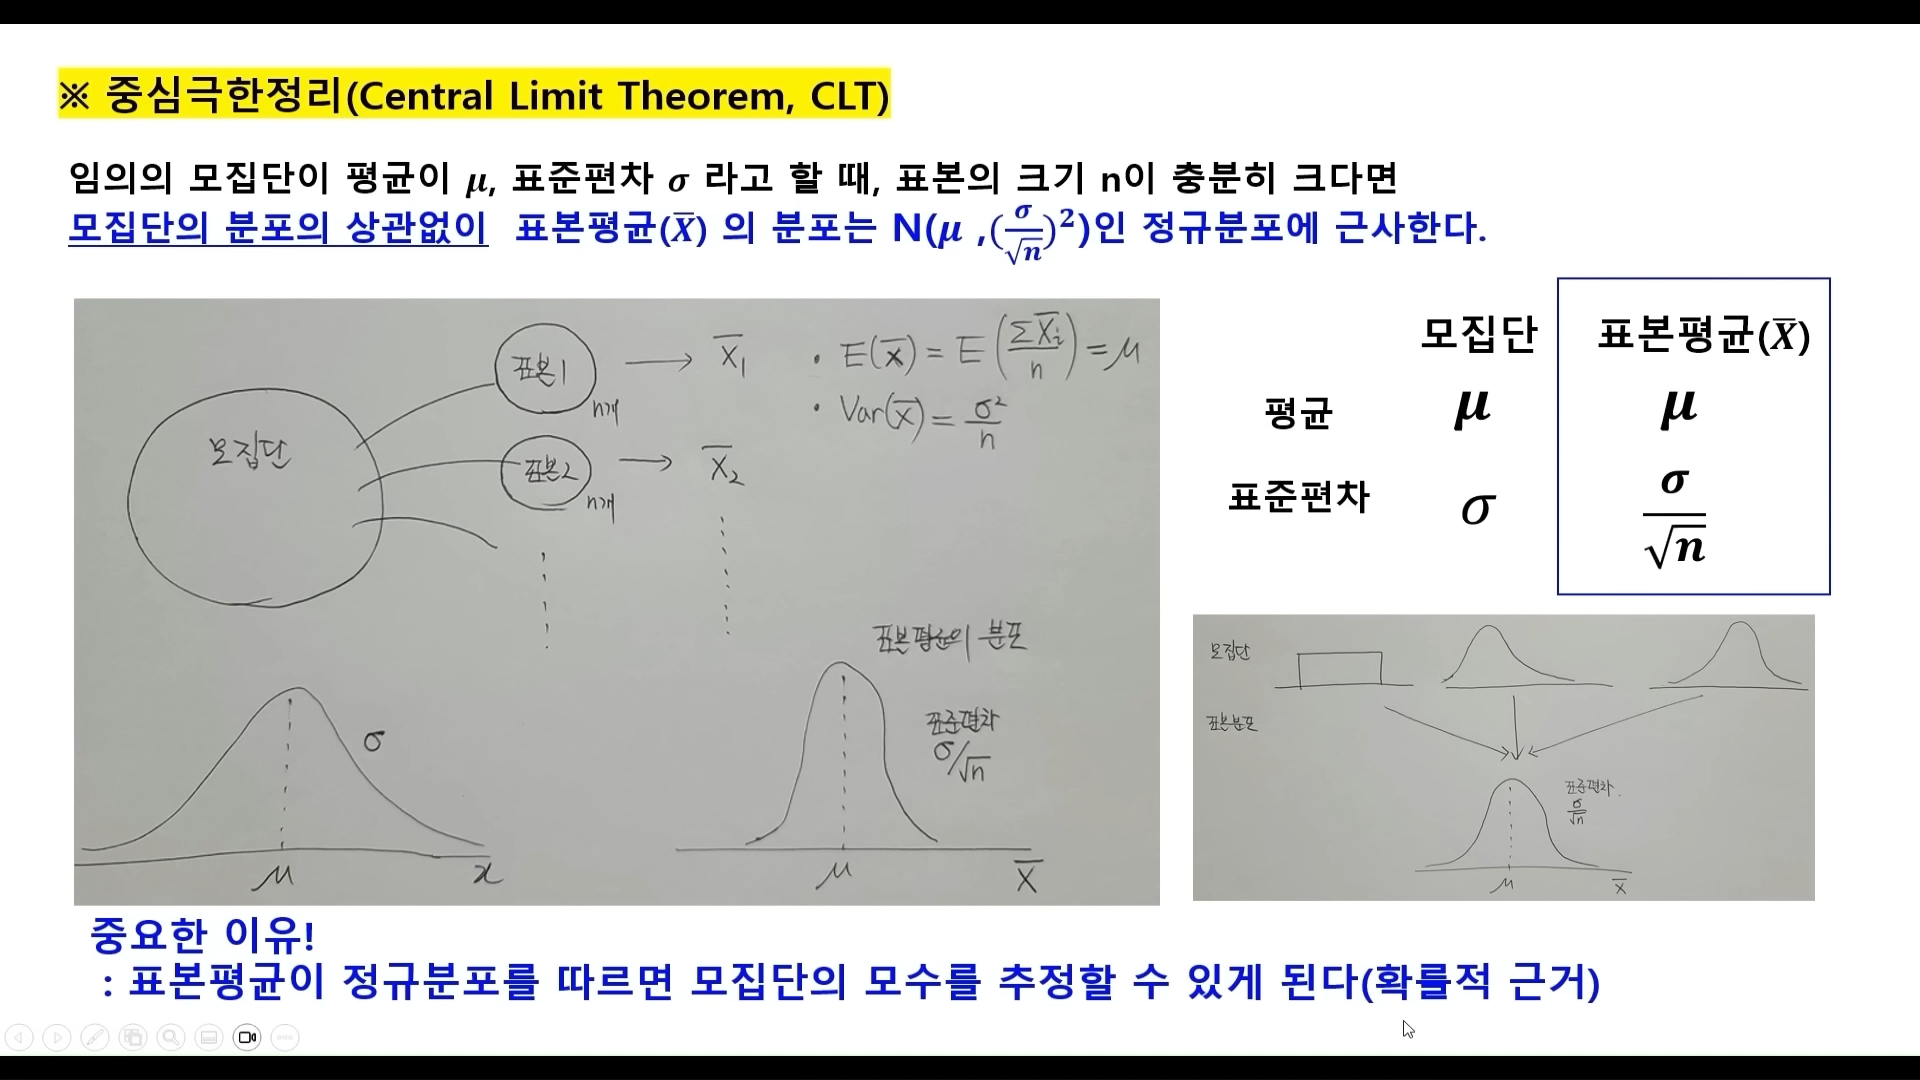 ※ 중심극한정리(Central Limit Theorem, CLT)
임의의 모집단이 평균이 μ, 표준편차 σ 라고 할 때, 표본의 크기 n이 충분히 크다면
모집단의 분포의 상관없이 표본평균(X̅) 의 분포는 N(μ ,(σ/√n)²)인 정규분포에 근사한다.
모집단
표본1
n개
X̅₁
표본2
n개
X̅₂
• E(x̅) = E(ΣX̅i/n) = μ
• Var(x̅) = σ²/n
σ
μ
x
표본평균의 분포
표준편차
σ/√n
μ
X̅
모집단 표본평균(X̅)
평균 μ μ
표준편차 σ σ/√n
모집단
표본분포
표준편차
σ/√n
μ
X̅
중요한 이유!
: 표본평균이 정규분포를 따르면 모집단의 모수를 추정할 수 있게 된다(확률적 근거)